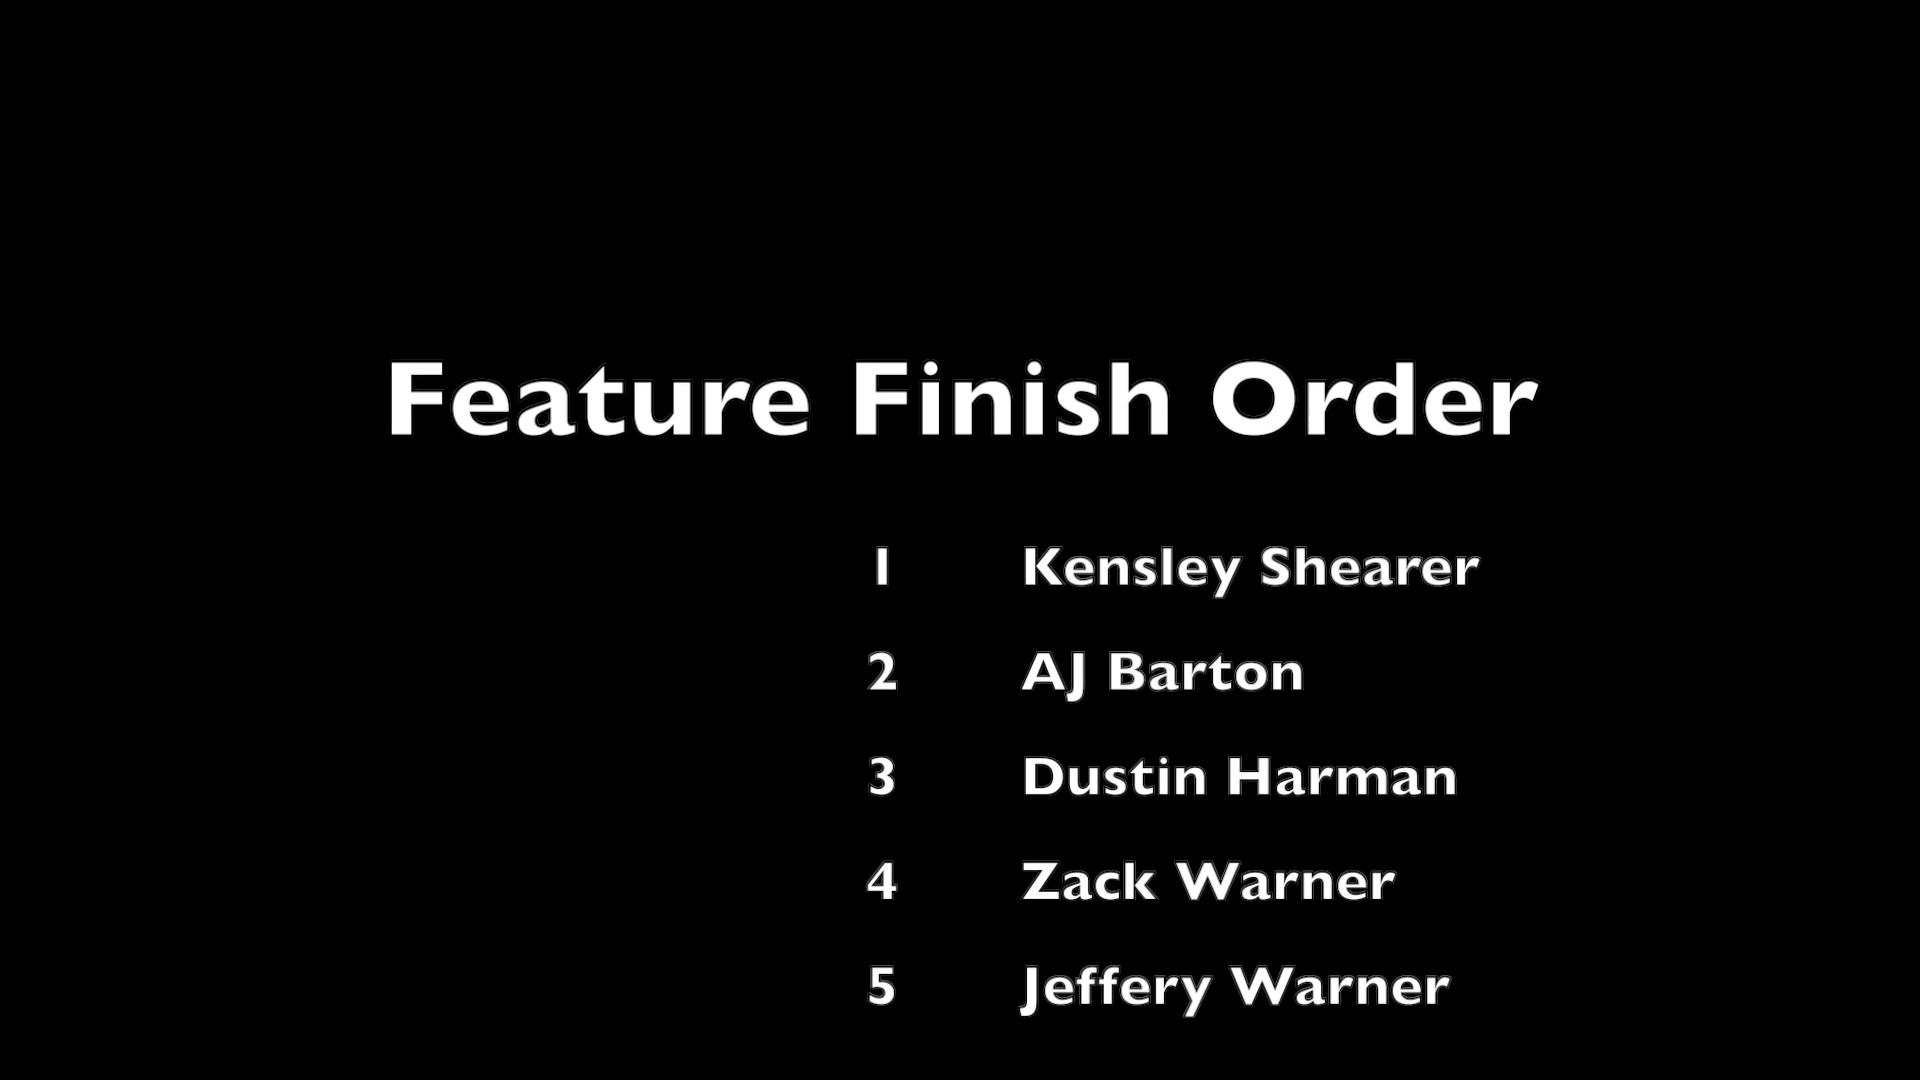 Feature Finish Order
1 Kensley Shearer
2 AJ Barton
3 Dustin Harman
4 Zack Warner
5 Jeffery Warner